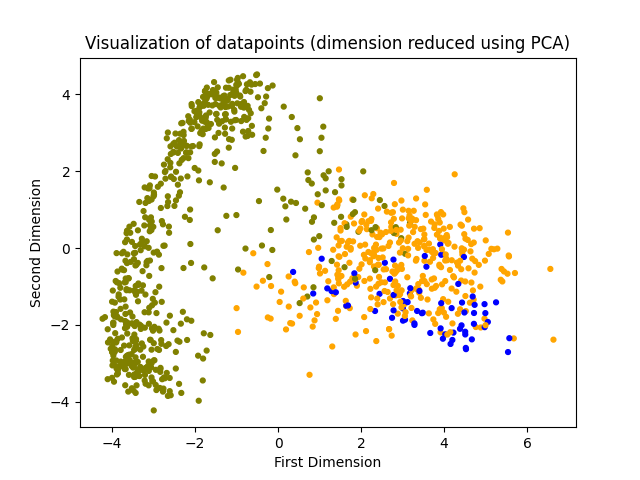 Visualization of datapoints (dimension reduced using PCA)
4
2
0
−2
−4
Second Dimension
−4 −2 0 2 4 6
First Dimension